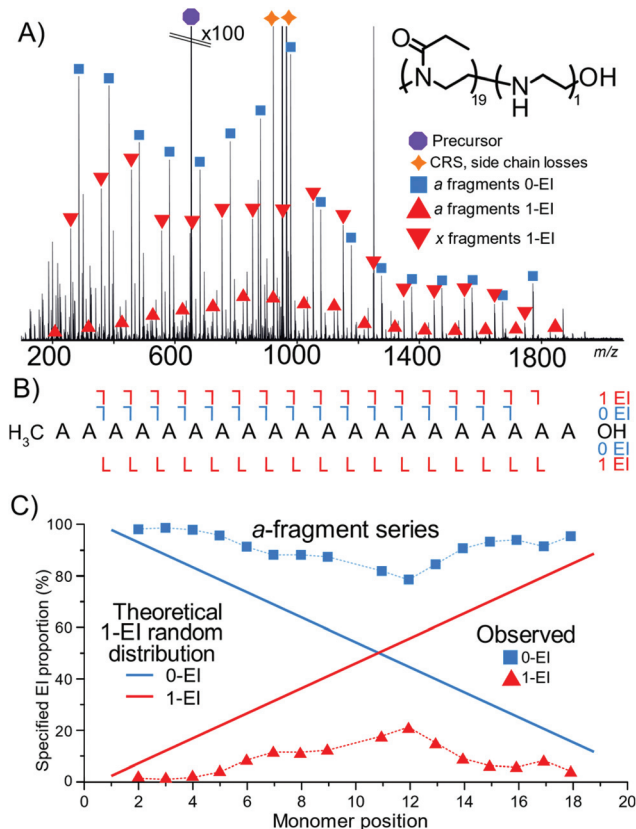 A)
x100
O
N
19
N
H
1
OH
Precursor
CRS, side chain losses
a fragments 0-EI
a fragments 1-EI
x fragments 1-EI
200 600 1000 1400 1800 m/z
B)
1 EI
0 EI
H3C A A A A A A A A A A A A A A A A A A A A OH
0 EI
1 EI
C)
a-fragment series
Specified EI proportion (%)
100
80
60
40
20
0
Theoretical
1-EI random
distribution
0-EI
1-EI
Observed
0-EI
1-EI
0 2 4 6 8 10 12 14 16 18 20
Monomer position